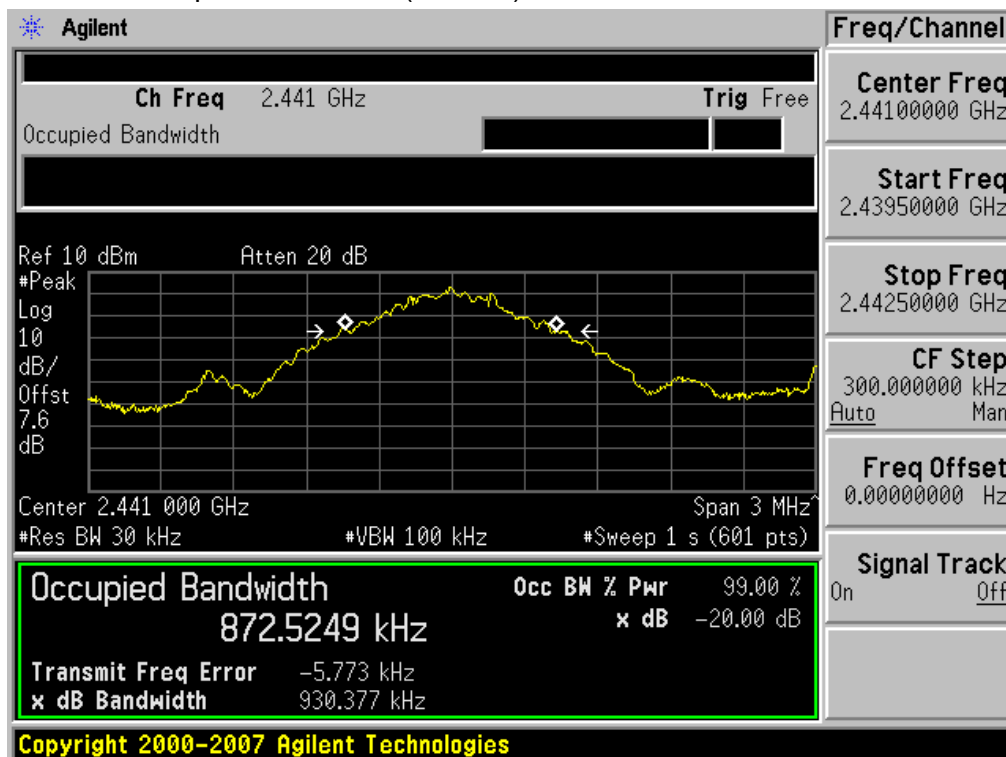 Agilent
Freq/Channel
Ch Freq 2.441 GHz Trig Free
Occupied Bandwidth
Center Freq
2.44100000 GHz
Start Freq
2.43950000 GHz
Stop Freq
2.44250000 GHz
CF Step
300.000000 kHz
Auto Man
Freq Offset
0.00000000 Hz
Signal Track
On Off
Ref 10 dBm Atten 20 dB
#Peak
Log
10
dB/
Offst
7.6
dB
Center 2.441 000 GHz Span 3 MHz^
#Res BW 30 kHz #VBW 100 kHz #Sweep 1 s (601 pts)
Occupied Bandwidth Occ BW % Pwr 99.00 %
872.5249 kHz x dB -20.00 dB
Transmit Freq Error -5.773 kHz
x dB Bandwidth 930.377 kHz
Copyright 2000-2007 Agilent Technologies